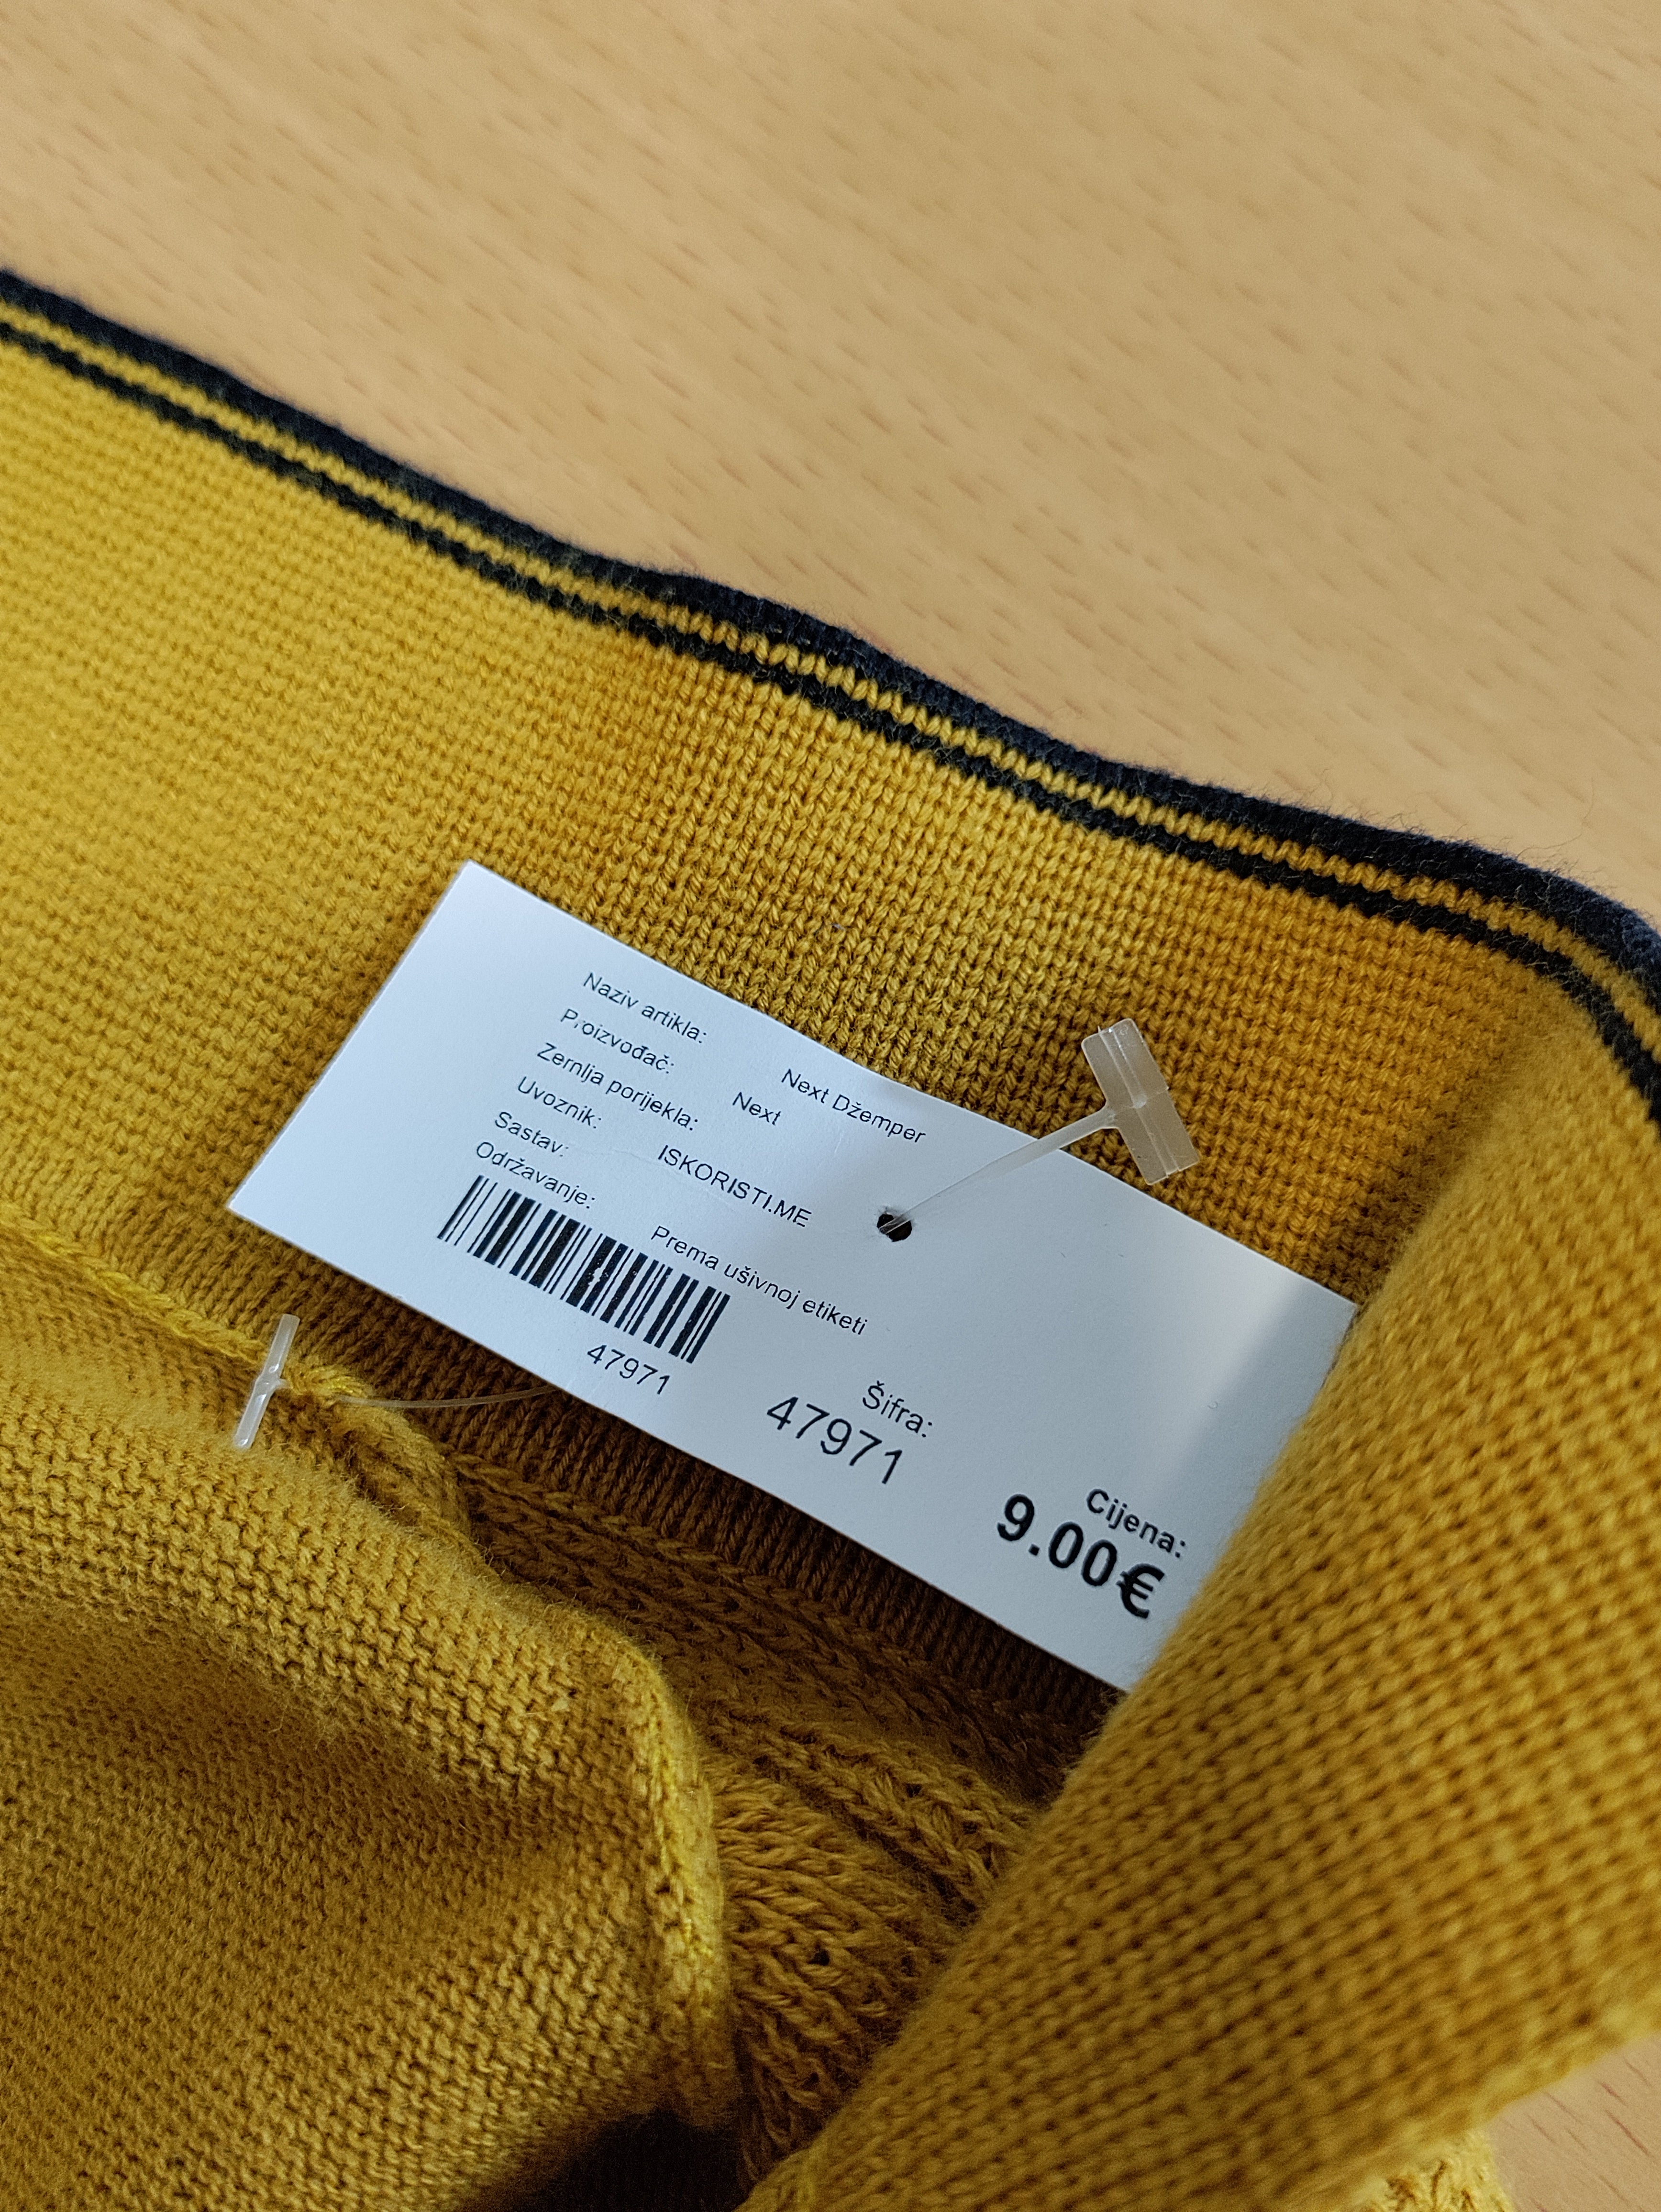 Naziv artikla: Next Džemper
Proizvođač: Next
Zemlja porijekla:
Uvoznik: ISKORISTI.ME
Sastav:
Održavanje: Prema ušivnoj etiketi
47971
Šifra:
47971
Cijena:
9.00€